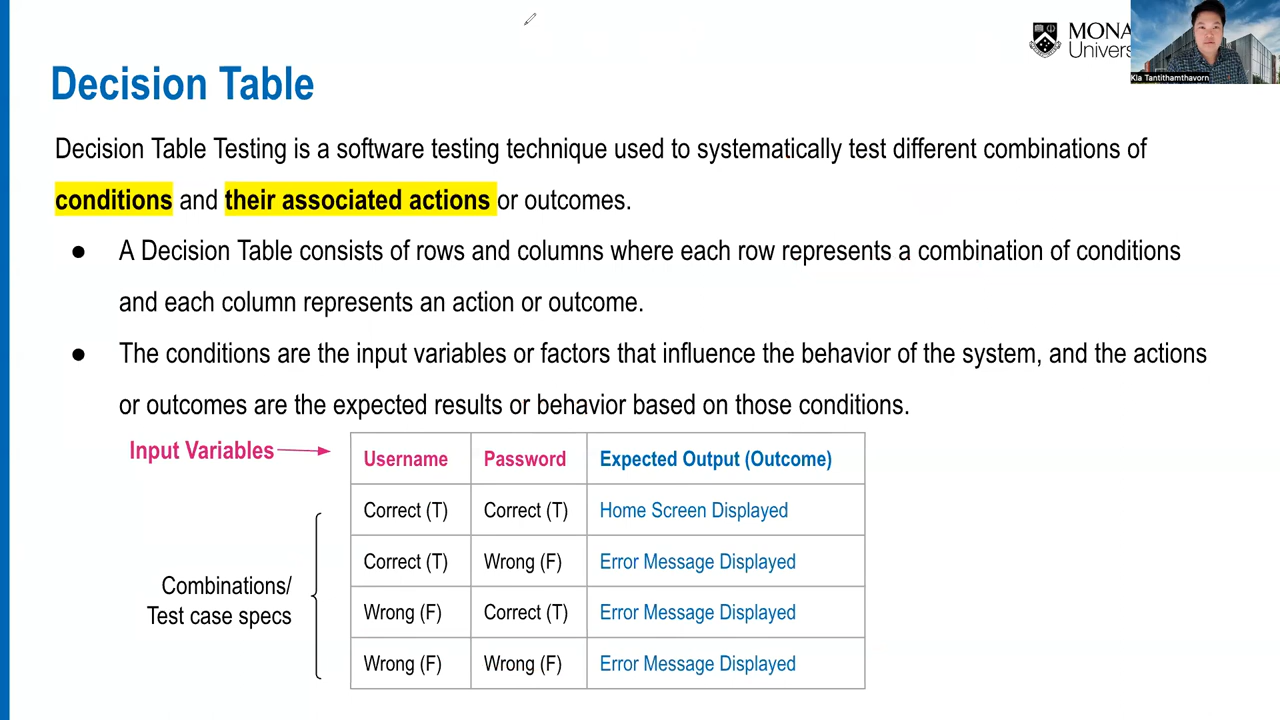 MONA
Univers
Kla Tantithamthavorn
Decision Table
Decision Table Testing is a software testing technique used to systematically test different combinations of
conditions and their associated actions or outcomes.
● A Decision Table consists of rows and columns where each row represents a combination of conditions
and each column represents an action or outcome.
● The conditions are the input variables or factors that influence the behavior of the system, and the actions
or outcomes are the expected results or behavior based on those conditions.
Input Variables
Username Password Expected Output (Outcome)
Correct (T) Correct (T) Home Screen Displayed
Correct (T) Wrong (F) Error Message Displayed
Combinations/
Test case specs
Wrong (F) Correct (T) Error Message Displayed
Wrong (F) Wrong (F) Error Message Displayed